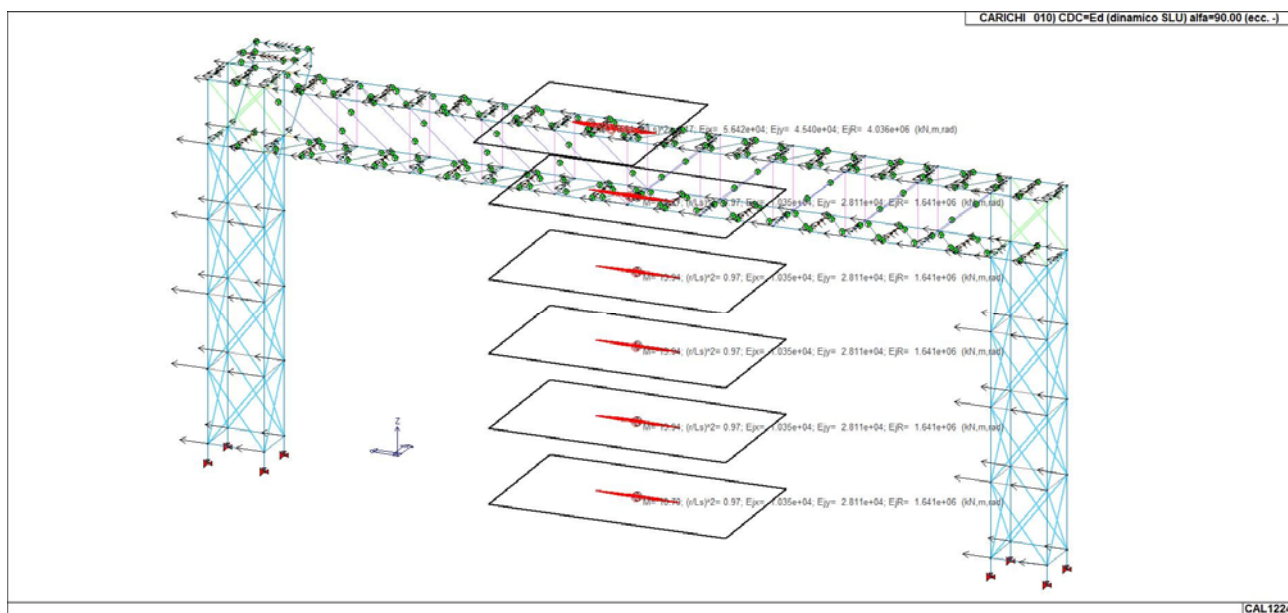 CARICHI 010) CDC=Ed (dinamico SLU) alfa=90.00 (ecc. -)
Ejx= 5.642e+04; Ejy= 4.540e+04; EjR= 4.036e+06 (kN,m,rad)
Ejy= 2.811e+04; EjR= 1.641e+06 (kN,m,rad)
(r/Ls)*2= 0.97; Ejx= 1.035e+04; Ejy= 2.811e+04; EjR= 1.641e+06 (kN,m,rad)
(r/Ls)*2= 0.97; Ejx= 1.035e+04; Ejy= 2.811e+04; EjR= 1.641e+06 (kN,m,rad)
(r/Ls)*2= 0.97; Ejx= 1.035e+04; Ejy= 2.811e+04; EjR= 1.641e+06 (kN,m,rad)
(r/Ls)*2= 0.97; Ejx= 1.035e+04; Ejy= 2.811e+04; EjR= 1.641e+06 (kN,m,rad)
Z